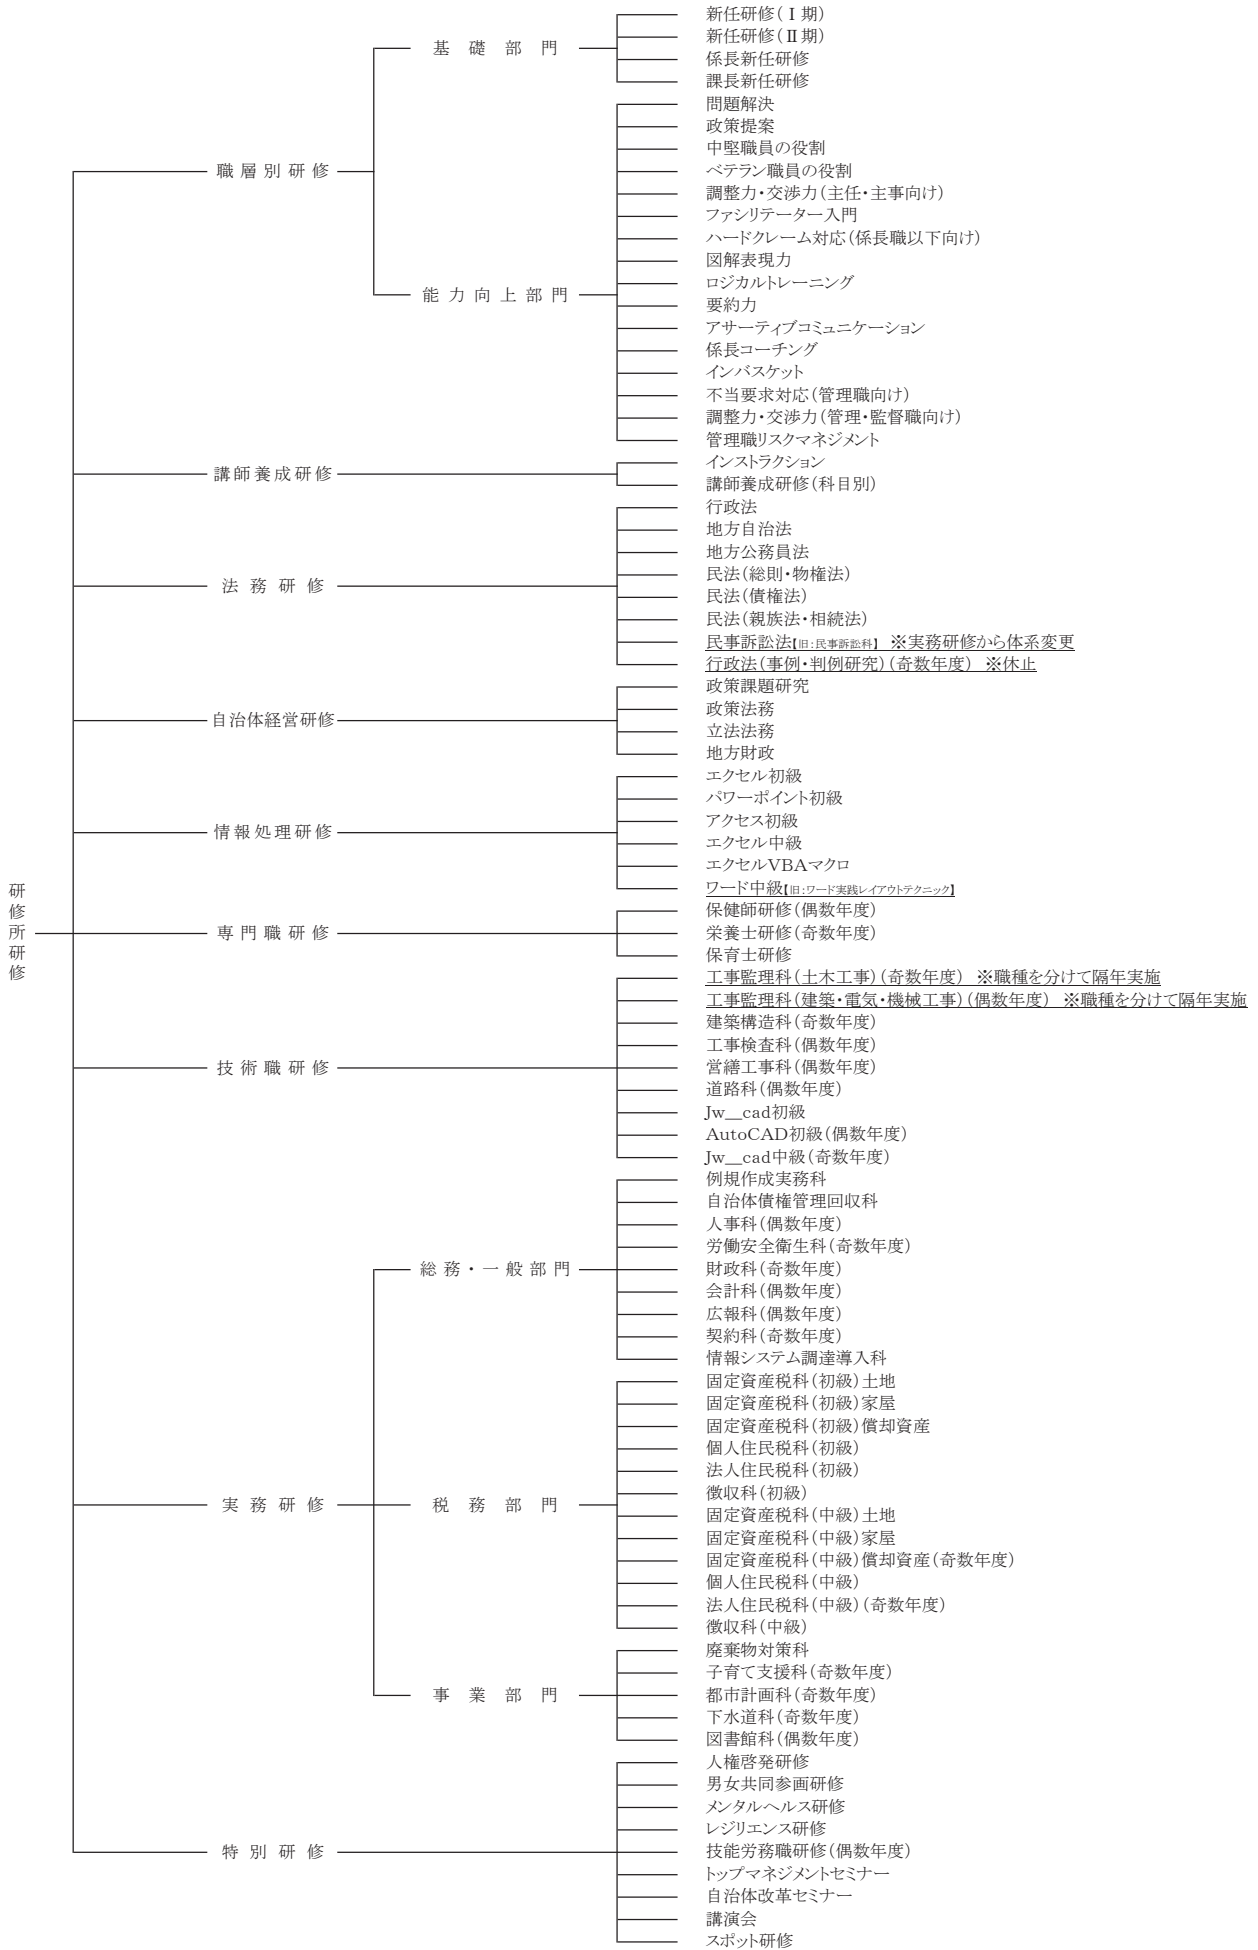 研修所研修
職層別研修
基礎部門
新任研修(Ⅰ期)
新任研修(Ⅱ期)
係長新任研修
課長新任研修
能力向上部門
問題解決
政策提案
中堅職員の役割
ベテラン職員の役割
調整力・交渉力(主任・主事向け)
ファシリテーター入門
ハードクレーム対応(係長職以下向け)
図解表現力
ロジカルトレーニング
要約力
アサーティブコミュニケーション
係長コーチング
インバスケット
不当要求対応(管理職向け)
調整力・交渉力(管理・監督職向け)
管理職リスクマネジメント
講師養成研修
インストラクション
講師養成研修(科目別)
法務研修
行政法
地方自治法
地方公務員法
民法(総則・物権法)
民法(債権法)
民法(親族法・相続法)
民事訴訟法【旧:民事訴訟科】 ※実務研修から体系変更
行政法(事例・判例研究)(奇数年度) ※休止
自治体経営研修
政策課題研究
政策法務
立法法務
地方財政
情報処理研修
エクセル初級
パワーポイント初級
アクセス初級
エクセル中級
エクセルVBAマクロ
ワード中級【旧:ワード実践レイアウトテクニック】
専門職研修
保健師研修(偶数年度)
栄養士研修(奇数年度)
保育士研修
技術職研修
工事監理科(土木工事)(奇数年度) ※職種を分けて隔年実施
工事監理科(建築・電気・機械工事)(偶数年度) ※職種を分けて隔年実施
建築構造科(奇数年度)
工事検査科(偶数年度)
営繕工事科(偶数年度)
道路科(偶数年度)
Jw__cad初級
AutoCAD初級(偶数年度)
Jw__cad中級(奇数年度)
実務研修
総務・一般部門
例規作成実務科
自治体債権管理回収科
人事科(偶数年度)
労働安全衛生科(奇数年度)
財政科(奇数年度)
会計科(偶数年度)
広報科(偶数年度)
契約科(奇数年度)
情報システム調達導入科
税務部門
固定資産税科(初級)土地
固定資産税科(初級)家屋
固定資産税科(初級)償却資産
個人住民税科(初級)
法人住民税科(初級)
徴収科(初級)
固定資産税科(中級)土地
固定資産税科(中級)家屋
固定資産税科(中級)償却資産(奇数年度)
個人住民税科(中級)
法人住民税科(中級)(奇数年度)
徴収科(中級)
事業部門
廃棄物対策科
子育て支援科(奇数年度)
都市計画科(奇数年度)
下水道科(奇数年度)
図書館科(偶数年度)
特別研修
人権啓発研修
男女共同参画研修
メンタルヘルス研修
レジリエンス研修
技能労務職研修(偶数年度)
トップマネジメントセミナー
自治体改革セミナー
講演会
スポット研修